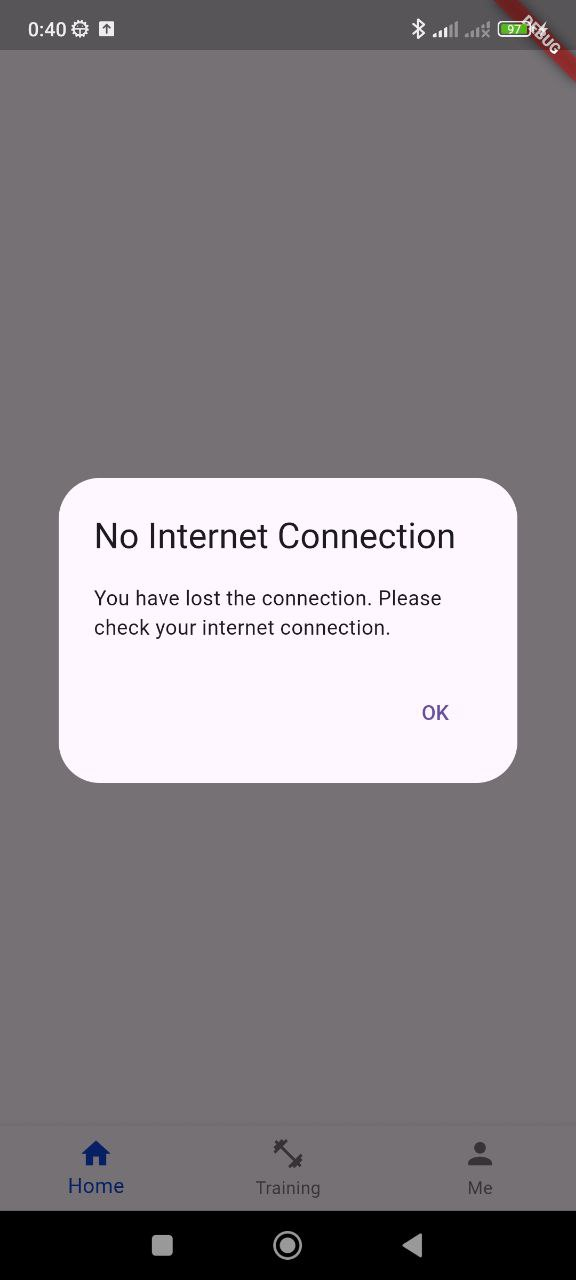 0:40
97
DEBUG
No Internet Connection
You have lost the connection. Please
check your internet connection.
OK
Home
Training
Me